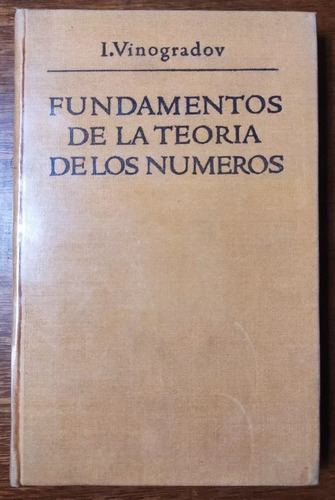 I.Vinogradov
FUNDAMENTOS
DE LA TEORIA
DE LOS NUMEROS